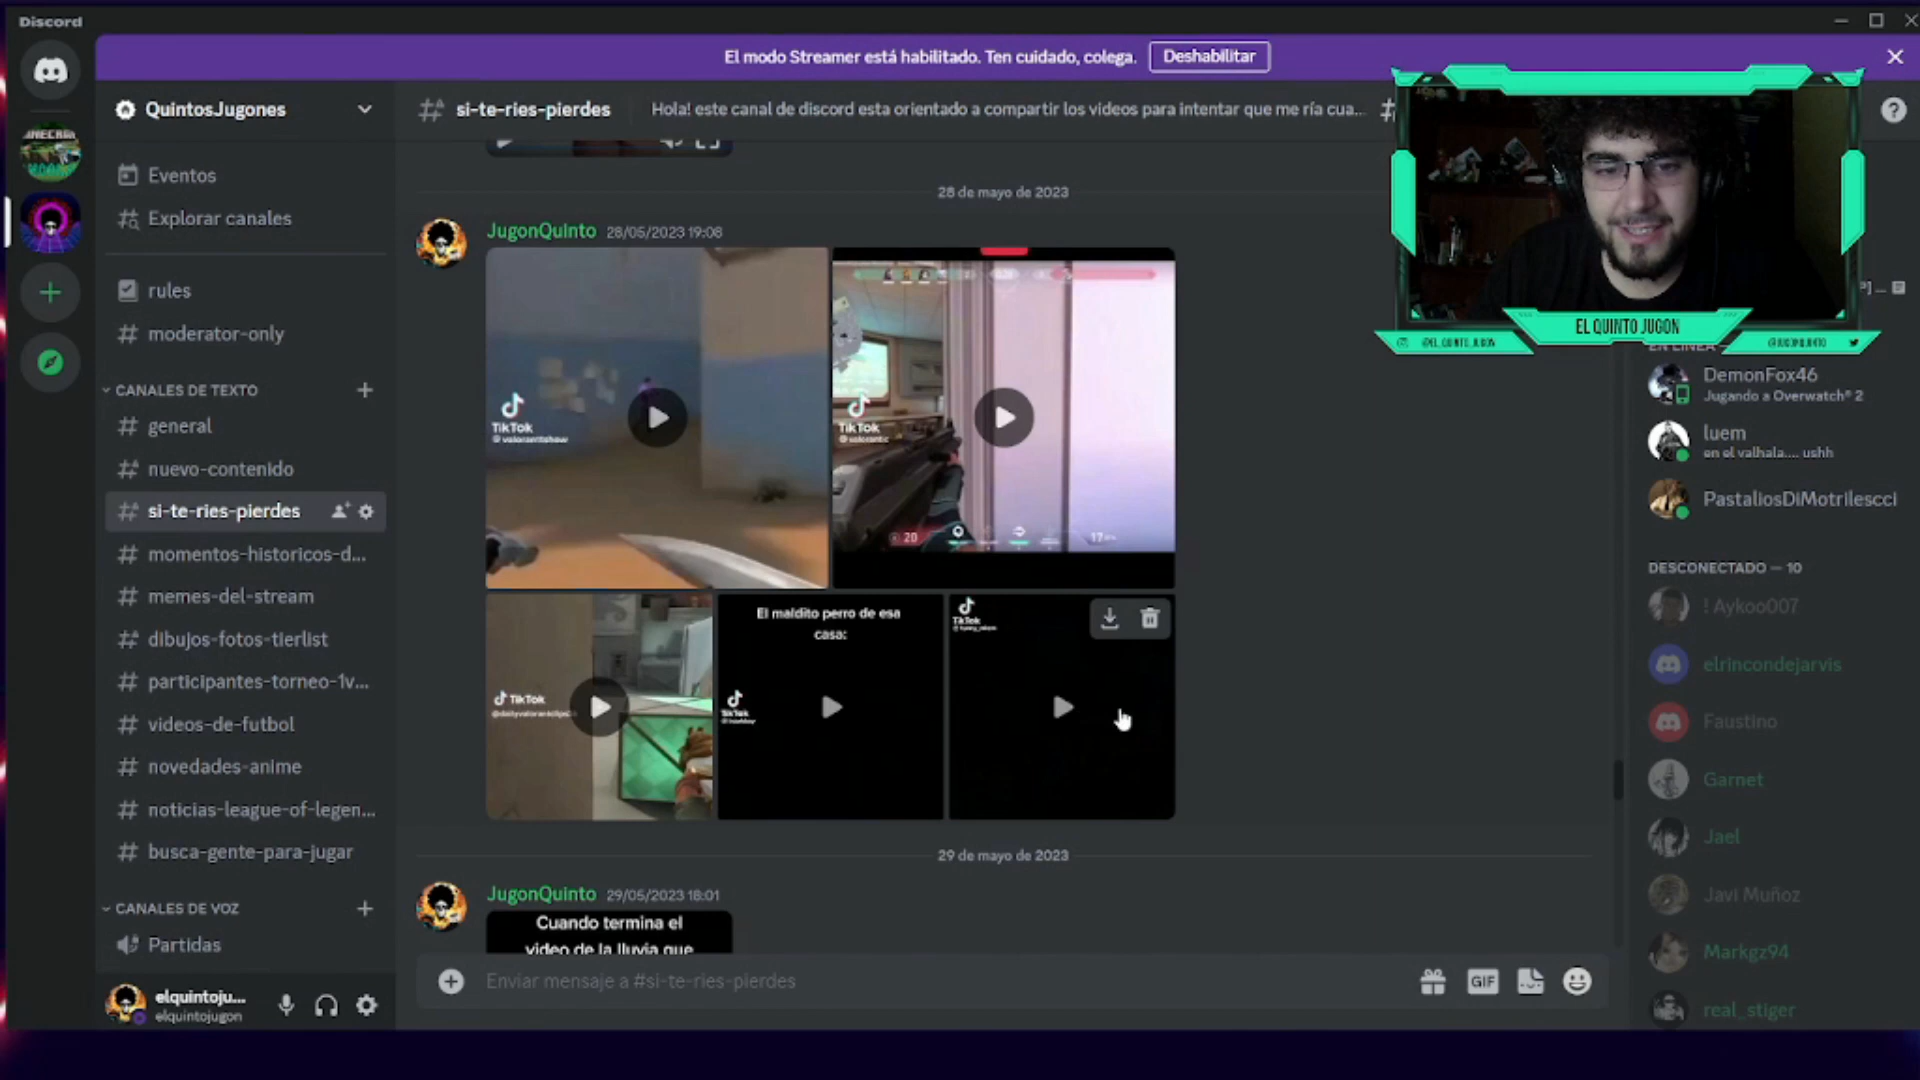 Discord
El modo Streamer está habilitado. Ten cuidado, colega.
Deshabilitar
QuintosJugones
si-te-ries-pierdes
Hola! este canal de discord esta orientado a compartir los videos para intentar que me ría cua...
Eventos
Explorar canales
rules
moderator-only
CANALES DE TEXTO
general
nuevo-contenido
si-te-ries-pierdes
momentos-historicos-d...
memes-del-stream
dibujos-fotos-tierlist
participantes-torneo-1v...
videos-de-futbol
novedades-anime
noticias-league-of-legen...
busca-gente-para-jugar
CANALES DE VOZ
Partidas
elquintoju...
elquintojugon
28 de mayo de 2023
JugonQuinto 28/05/2023 19:08
TikTok
TikTok
20
TikTok
El maldito perro de esa
casa:
TikTok
TikTok
29 de mayo de 2023
JugonQuinto 29/05/2023 18:01
Cuando termina el
video de la lluvia que
Enviar mensaje a #si-te-ries-pierdes
GIF
EL QUINTO JUGON
@EL_QUINTO_JUGON
@JUGONQUINTO
EN LÍNEA
DemonFox46
Jugando a Overwatch® 2
luem
en el valhala.... ushh
PastaliosDiMotrilescci
DESCONECTADO — 10
! Aykoo007
elrincondejarvis
Faustino
Garnet
Jael
Javi Muñoz
Markgz94
real_stiger